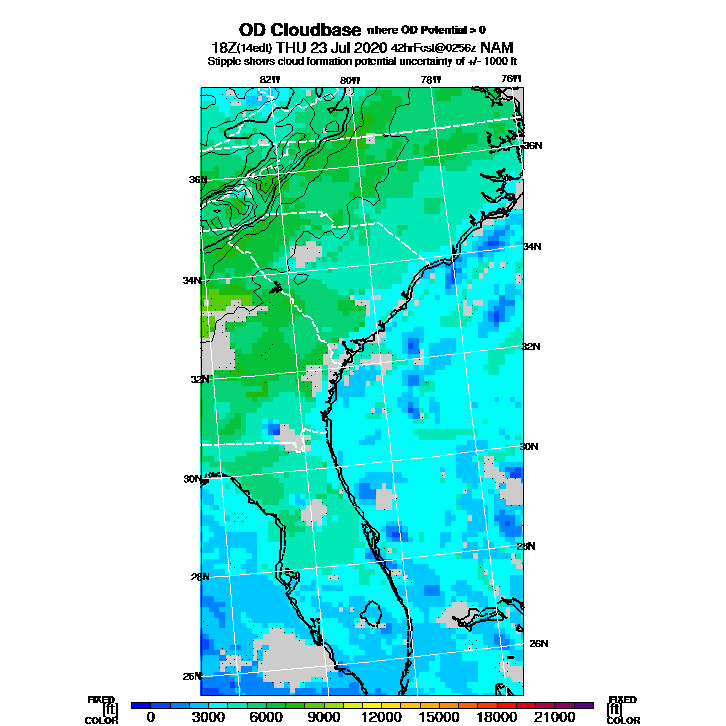 OD Cloudbase where OD Potential > 0
18Z(14edt) THU 23 Jul 2020 42hrFcst@0256z NAM
Stipple shows cloud formation potential uncertainty of +/- 1000 ft
82W 80W 78W 76W
36N
36N
34N
34N
32N
32N
30N
30N
28N
28N
26N
26N
FIXED FIXED
[ft] [ft]
COLOR COLOR
0 3000 6000 9000 12000 15000 18000 21000